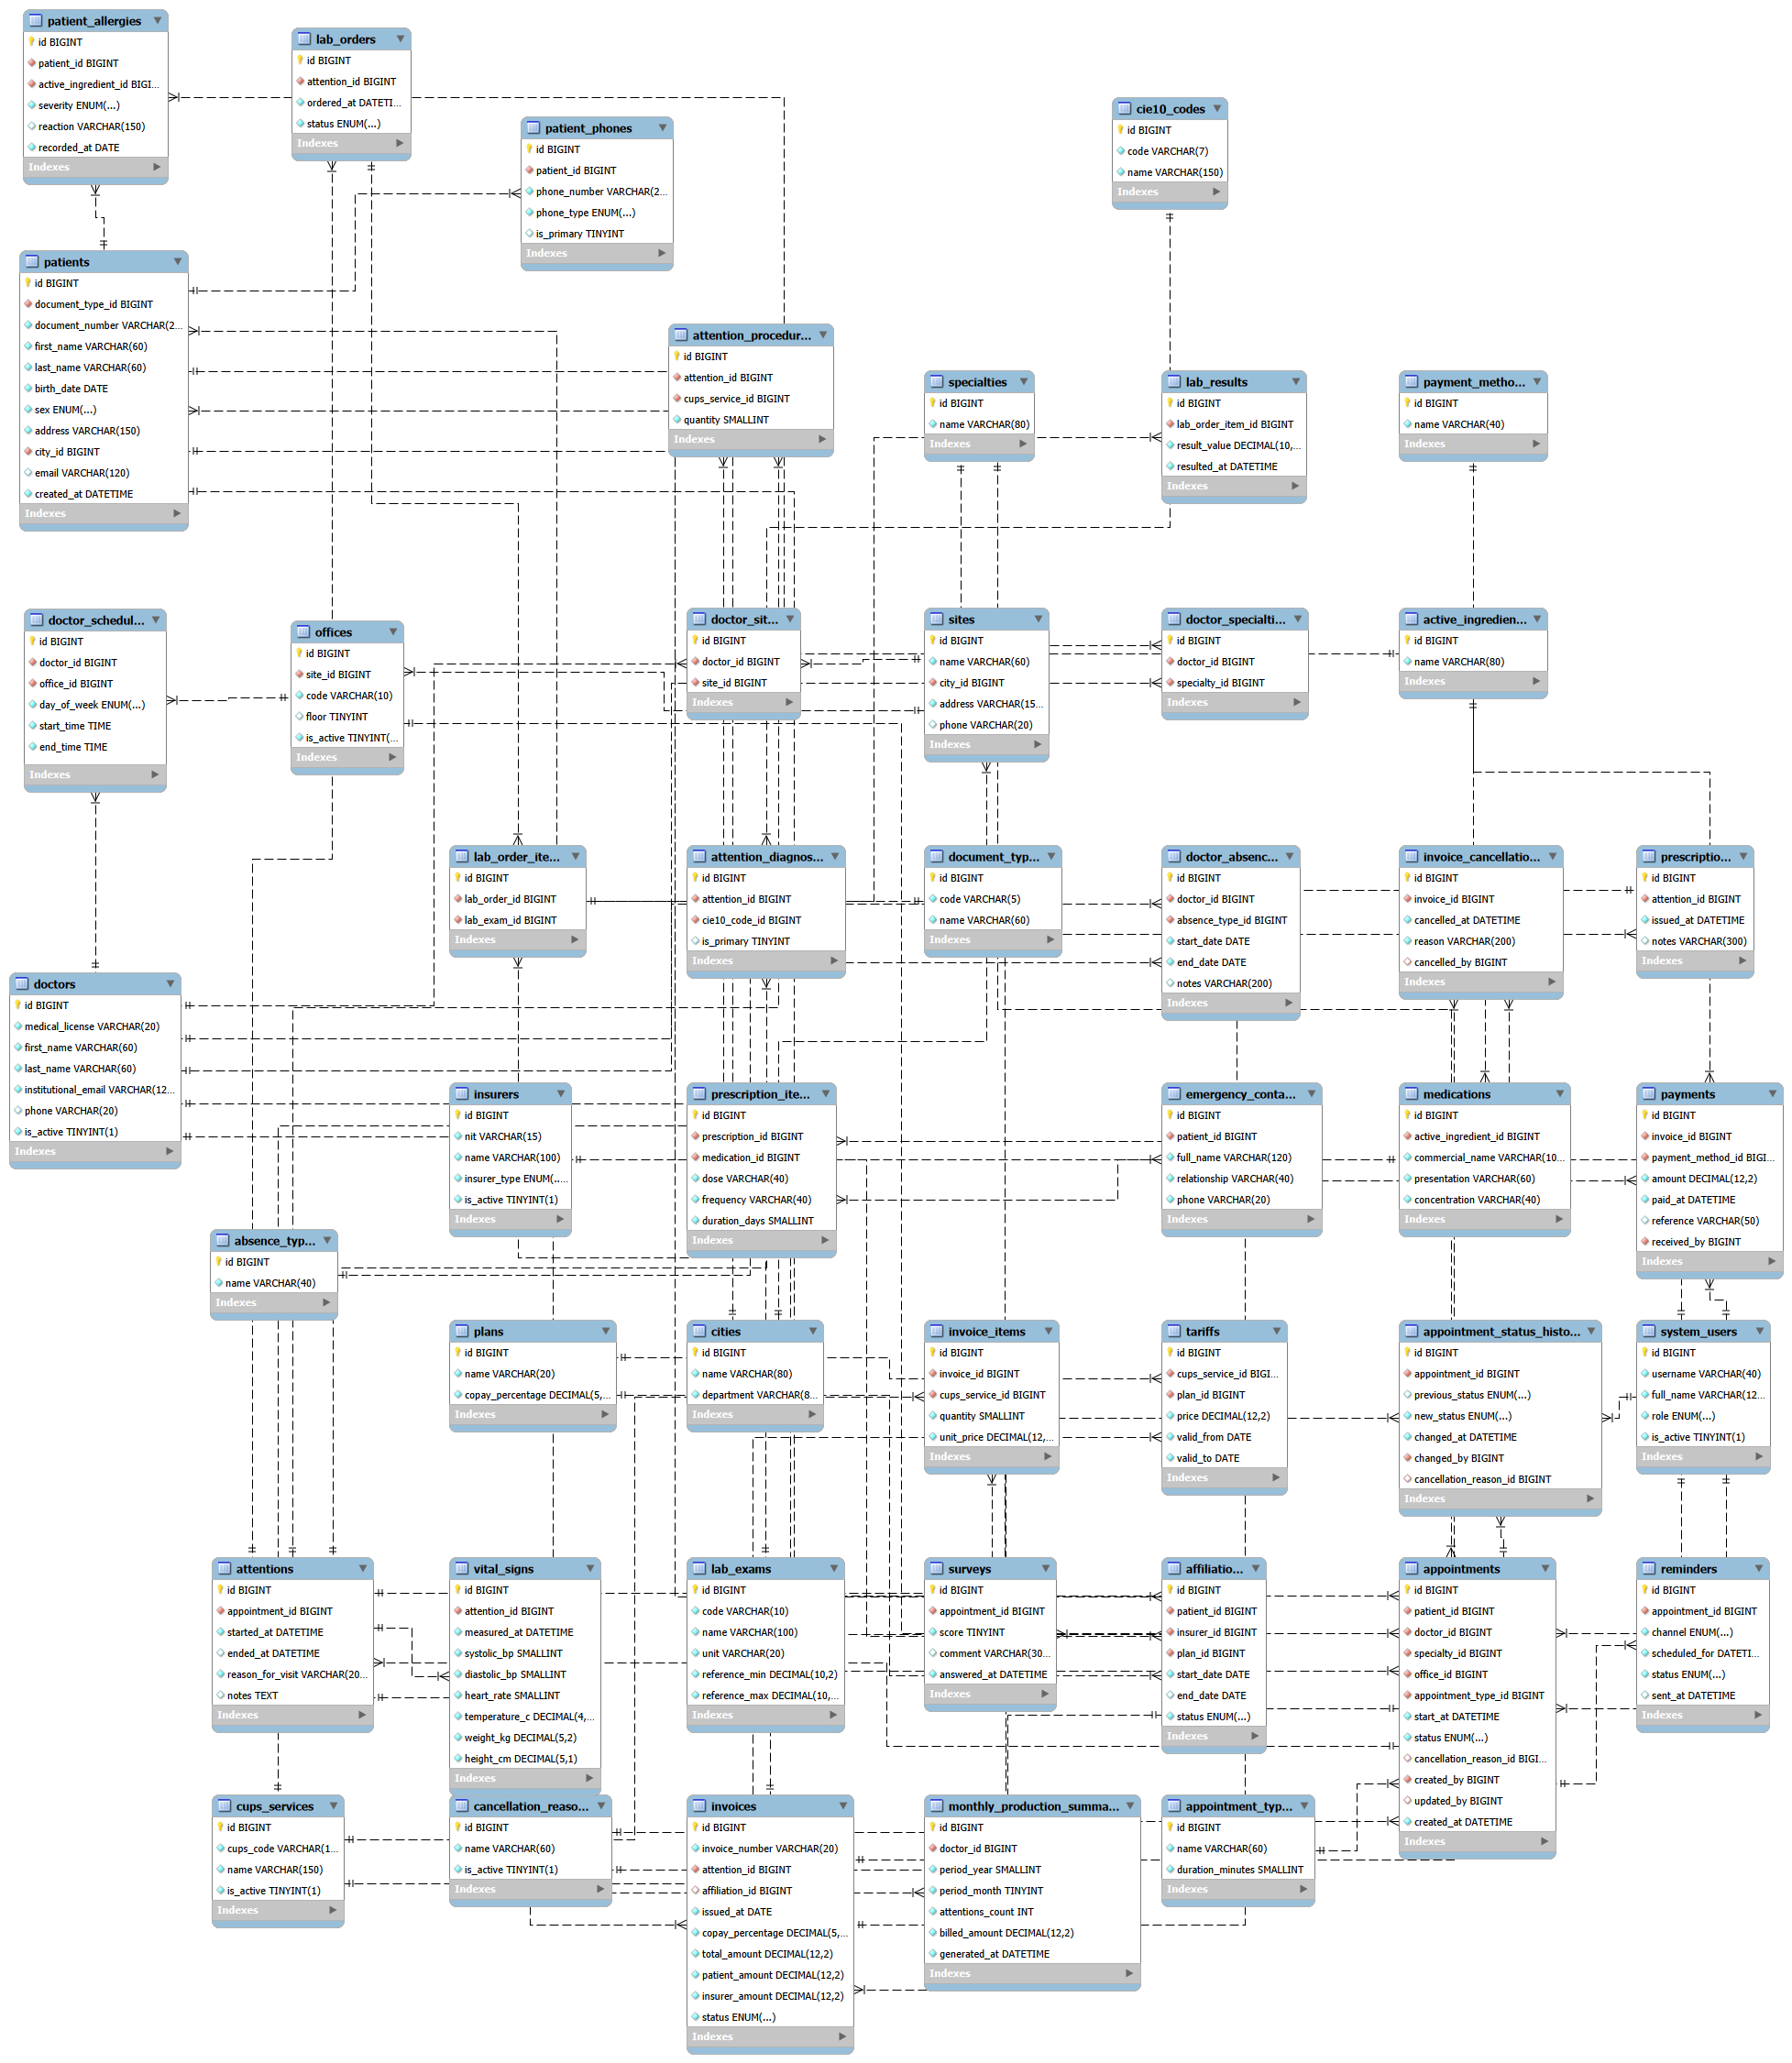 patient_allergies
id BIGINT
patient_id BIGINT
active_ingredient_id BIGI...
severity ENUM(...)
reaction VARCHAR(150)
recorded_at DATE
Indexes
lab_orders
id BIGINT
attention_id BIGINT
ordered_at DATETI...
status ENUM(...)
Indexes
patient_phones
id BIGINT
patient_id BIGINT
phone_number VARCHAR(2...
phone_type ENUM(...)
is_primary TINYINT
Indexes
cie10_codes
id BIGINT
code VARCHAR(7)
name VARCHAR(150)
Indexes
patients
id BIGINT
document_type_id BIGINT
document_number VARCHAR(2...
first_name VARCHAR(60)
last_name VARCHAR(60)
birth_date DATE
sex ENUM(...)
address VARCHAR(150)
city_id BIGINT
email VARCHAR(120)
created_at DATETIME
Indexes
attention_procedur...
id BIGINT
attention_id BIGINT
cups_service_id BIGINT
quantity SMALLINT
Indexes
specialties
id BIGINT
name VARCHAR(80)
Indexes
lab_results
id BIGINT
lab_order_item_id BIGINT
result_value DECIMAL(10,...
resulted_at DATETIME
Indexes
payment_metho...
id BIGINT
name VARCHAR(40)
Indexes
doctor_schedul...
id BIGINT
doctor_id BIGINT
office_id BIGINT
day_of_week ENUM(...)
start_time TIME
end_time TIME
Indexes
offices
id BIGINT
site_id BIGINT
code VARCHAR(10)
floor TINYINT
is_active TINYINT(...
Indexes
doctor_sit...
id BIGINT
doctor_id BIGINT
site_id BIGINT
Indexes
sites
id BIGINT
name VARCHAR(60)
city_id BIGINT
address VARCHAR(15...
phone VARCHAR(20)
Indexes
doctor_specialti...
id BIGINT
doctor_id BIGINT
specialty_id BIGINT
Indexes
active_ingredien...
id BIGINT
name VARCHAR(80)
Indexes
lab_order_ite...
id BIGINT
lab_order_id BIGINT
lab_exam_id BIGINT
Indexes
attention_diagnos...
id BIGINT
attention_id BIGINT
cie10_code_id BIGINT
is_primary TINYINT
Indexes
document_typ...
id BIGINT
code VARCHAR(5)
name VARCHAR(60)
Indexes
doctor_absenc...
id BIGINT
doctor_id BIGINT
absence_type_id BIGINT
start_date DATE
end_date DATE
notes VARCHAR(200)
Indexes
invoice_cancellatio...
id BIGINT
invoice_id BIGINT
cancelled_at DATETIME
reason VARCHAR(200)
cancelled_by BIGINT
Indexes
prescriptio...
id BIGINT
attention_id BIGINT
issued_at DATETIME
notes VARCHAR(300)
Indexes
doctors
id BIGINT
medical_license VARCHAR(20)
first_name VARCHAR(60)
last_name VARCHAR(60)
institutional_email VARCHAR(12...
phone VARCHAR(20)
is_active TINYINT(1)
Indexes
insurers
id BIGINT
nit VARCHAR(15)
name VARCHAR(100)
insurer_type ENUM(...
is_active TINYINT(1)
Indexes
prescription_ite...
id BIGINT
prescription_id BIGINT
medication_id BIGINT
dose VARCHAR(40)
frequency VARCHAR(40)
duration_days SMALLINT
Indexes
emergency_conta...
id BIGINT
patient_id BIGINT
full_name VARCHAR(120)
relationship VARCHAR(40)
phone VARCHAR(20)
Indexes
medications
id BIGINT
active_ingredient_id BIGINT
commercial_name VARCHAR(10...
presentation VARCHAR(60)
concentration VARCHAR(40)
Indexes
payments
id BIGINT
invoice_id BIGINT
payment_method_id BIGI...
amount DECIMAL(12,2)
paid_at DATETIME
reference VARCHAR(50)
received_by BIGINT
Indexes
absence_typ...
id BIGINT
name VARCHAR(40)
Indexes
plans
id BIGINT
name VARCHAR(20)
copay_percentage DECIMAL(5,...
Indexes
cities
id BIGINT
name VARCHAR(80)
department VARCHAR(8...
Indexes
invoice_items
id BIGINT
invoice_id BIGINT
cups_service_id BIGINT
quantity SMALLINT
unit_price DECIMAL(12,...
Indexes
tariffs
id BIGINT
cups_service_id BIGI...
plan_id BIGINT
price DECIMAL(12,2)
valid_from DATE
valid_to DATE
Indexes
appointment_status_histo...
id BIGINT
appointment_id BIGINT
previous_status ENUM(...)
new_status ENUM(...)
changed_at DATETIME
changed_by BIGINT
cancellation_reason_id BIGINT
Indexes
system_users
id BIGINT
username VARCHAR(40)
full_name VARCHAR(12...
role ENUM(...)
is_active TINYINT(1)
Indexes
attentions
id BIGINT
appointment_id BIGINT
started_at DATETIME
ended_at DATETIME
reason_for_visit VARCHAR(20...
notes TEXT
Indexes
vital_signs
id BIGINT
attention_id BIGINT
measured_at DATETIME
systolic_bp SMALLINT
diastolic_bp SMALLINT
heart_rate SMALLINT
temperature_c DECIMAL(4,...
weight_kg DECIMAL(5,2)
height_cm DECIMAL(5,1)
Indexes
lab_exams
id BIGINT
code VARCHAR(10)
name VARCHAR(100)
unit VARCHAR(20)
reference_min DECIMAL(10,2)
reference_max DECIMAL(10,...
Indexes
surveys
id BIGINT
appointment_id BIGINT
score TINYINT
comment VARCHAR(30...
answered_at DATETIME
Indexes
affiliatio...
id BIGINT
patient_id BIGINT
insurer_id BIGINT
plan_id BIGINT
start_date DATE
end_date DATE
status ENUM(...)
Indexes
appointments
id BIGINT
patient_id BIGINT
doctor_id BIGINT
specialty_id BIGINT
office_id BIGINT
appointment_type_id BIGINT
start_at DATETIME
status ENUM(...)
cancellation_reason_id BIGI...
created_by BIGINT
updated_by BIGINT
created_at DATETIME
Indexes
reminders
id BIGINT
appointment_id BIGINT
channel ENUM(...)
scheduled_for DATETI...
status ENUM(...)
sent_at DATETIME
Indexes
cups_services
id BIGINT
cups_code VARCHAR(1...
name VARCHAR(150)
is_active TINYINT(1)
Indexes
cancellation_reaso...
id BIGINT
name VARCHAR(60)
is_active TINYINT(1)
Indexes
invoices
id BIGINT
invoice_number VARCHAR(20)
attention_id BIGINT
affiliation_id BIGINT
issued_at DATE
copay_percentage DECIMAL(5,...
total_amount DECIMAL(12,2)
patient_amount DECIMAL(12,2)
insurer_amount DECIMAL(12,2)
status ENUM(...)
Indexes
monthly_production_summa...
id BIGINT
doctor_id BIGINT
period_year SMALLINT
period_month TINYINT
attentions_count INT
billed_amount DECIMAL(12,2)
generated_at DATETIME
Indexes
appointment_typ...
id BIGINT
name VARCHAR(60)
duration_minutes SMALLINT
Indexes